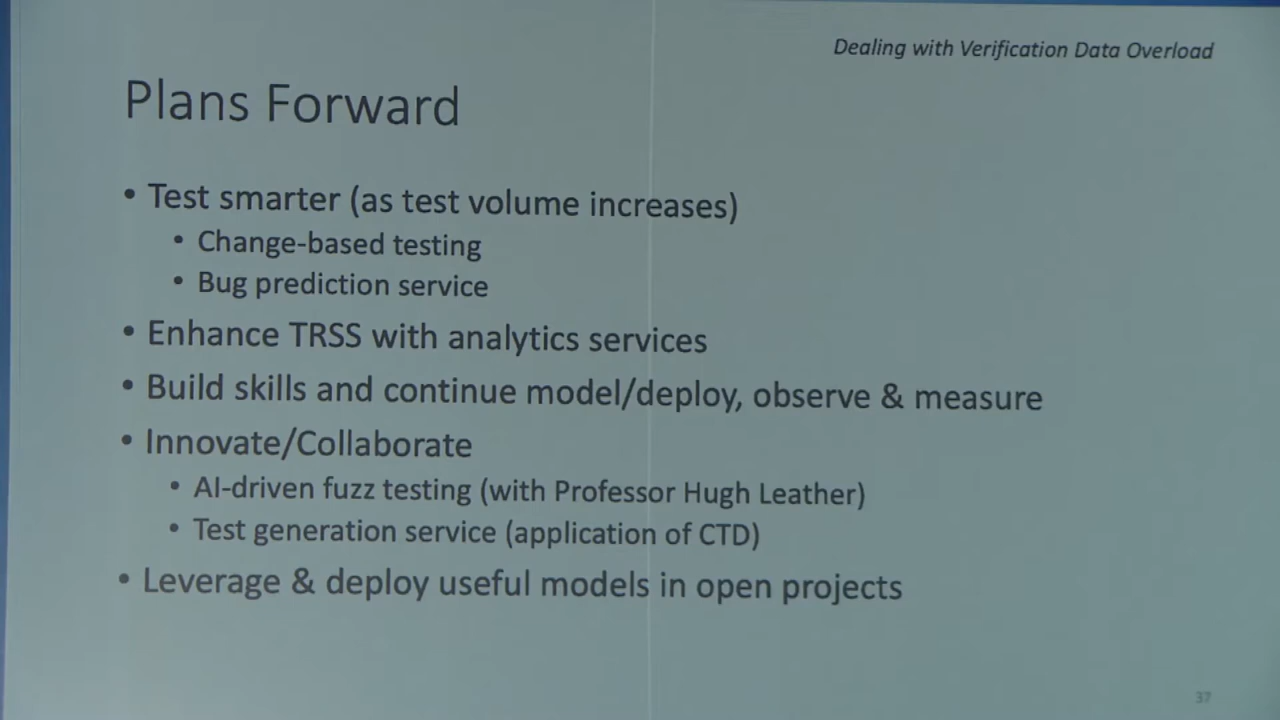 Dealing with Verification Data Overload
Plans Forward
• Test smarter (as test volume increases)
• Change-based testing
• Bug prediction service
• Enhance TRSS with analytics services
• Build skills and continue model/deploy, observe & measure
• Innovate/Collaborate
• AI-driven fuzz testing (with Professor Hugh Leather)
• Test generation service (application of CTD)
• Leverage & deploy useful models in open projects
37